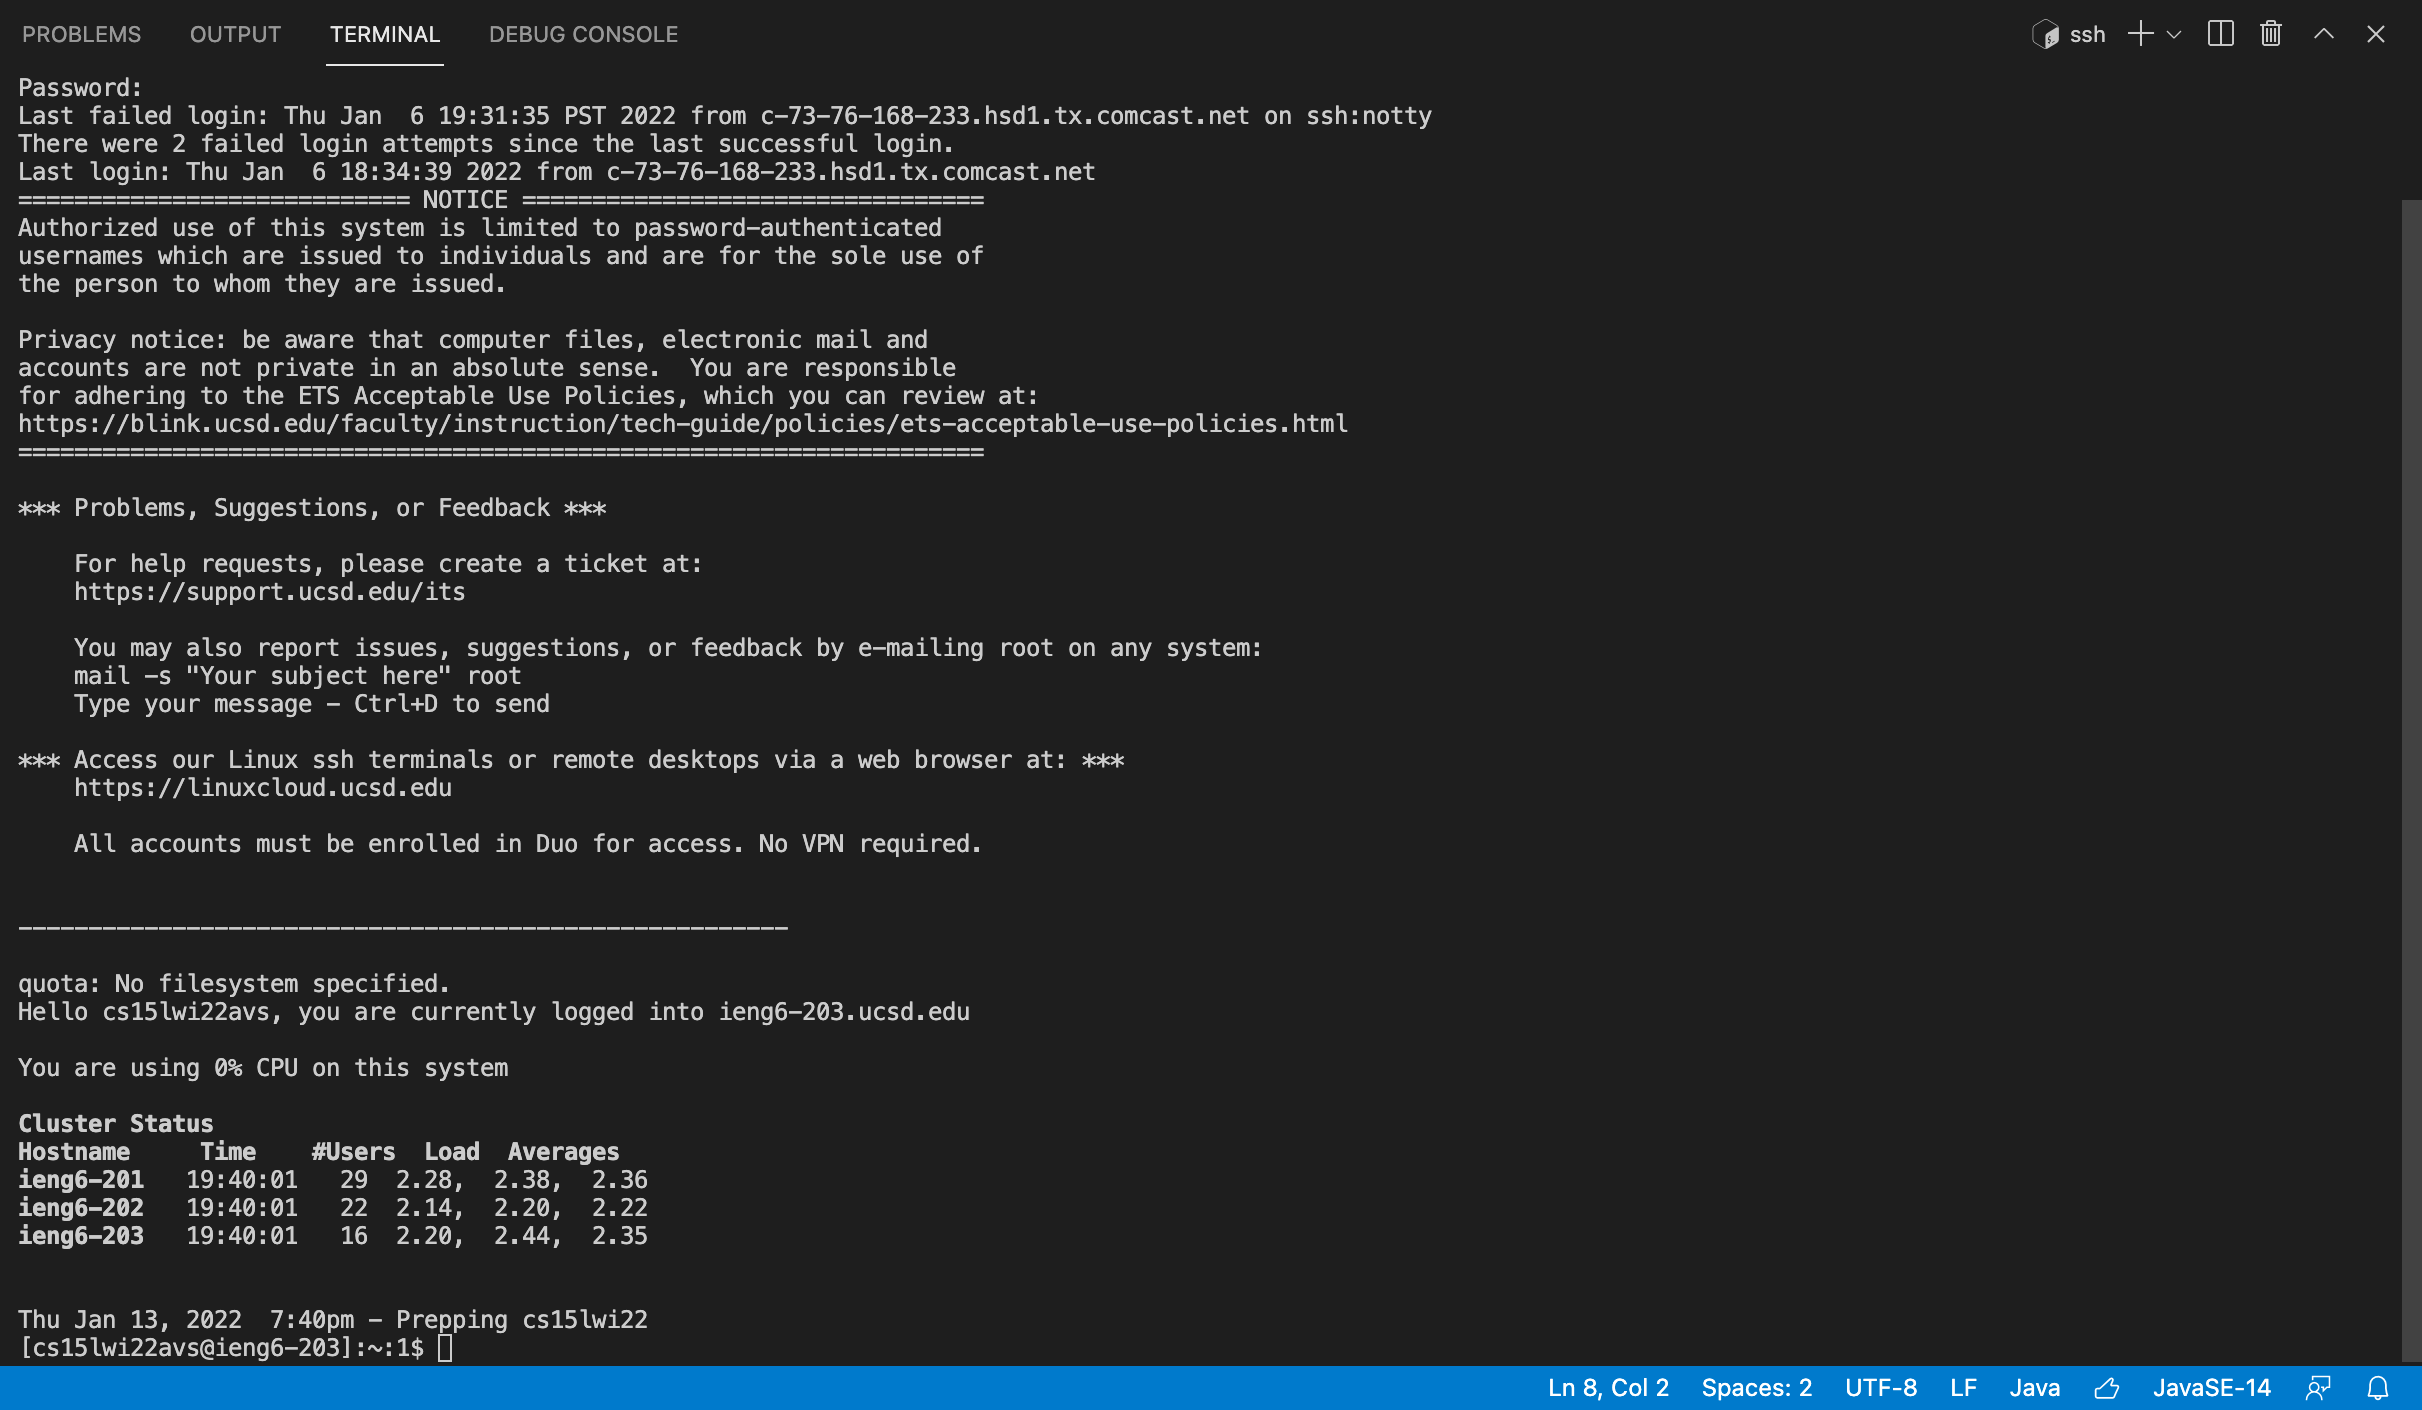 PROBLEMS OUTPUT TERMINAL DEBUG CONSOLE ssh
Password:
Last failed login: Thu Jan  6 19:31:35 PST 2022 from c-73-76-168-233.hsd1.tx.comcast.net on ssh:notty
There were 2 failed login attempts since the last successful login.
Last login: Thu Jan  6 18:34:39 2022 from c-73-76-168-233.hsd1.tx.comcast.net
============================ NOTICE =================================
Authorized use of this system is limited to password-authenticated
usernames which are issued to individuals and are for the sole use of
the person to whom they are issued.

Privacy notice: be aware that computer files, electronic mail and
accounts are not private in an absolute sense.  You are responsible
for adhering to the ETS Acceptable Use Policies, which you can review at:
https://blink.ucsd.edu/faculty/instruction/tech-guide/policies/ets-acceptable-use-policies.html
=====================================================================

*** Problems, Suggestions, or Feedback ***

    For help requests, please create a ticket at:
    https://support.ucsd.edu/its

    You may also report issues, suggestions, or feedback by e-mailing root on any system:
    mail -s "Your subject here" root
    Type your message - Ctrl+D to send

*** Access our Linux ssh terminals or remote desktops via a web browser at: ***
    https://linuxcloud.ucsd.edu

    All accounts must be enrolled in Duo for access. No VPN required.

-------------------------------------------------------

quota: No filesystem specified.
Hello cs15lwi22avs, you are currently logged into ieng6-203.ucsd.edu

You are using 0% CPU on this system

Cluster Status
Hostname     Time    #Users  Load  Averages
ieng6-201   19:40:01   29  2.28,  2.38,  2.36
ieng6-202   19:40:01   22  2.14,  2.20,  2.22
ieng6-203   19:40:01   16  2.20,  2.44,  2.35

Thu Jan 13, 2022  7:40pm - Prepping cs15lwi22
[cs15lwi22avs@ieng6-203]:~:1$
Ln 8, Col 2 Spaces: 2 UTF-8 LF Java JavaSE-14